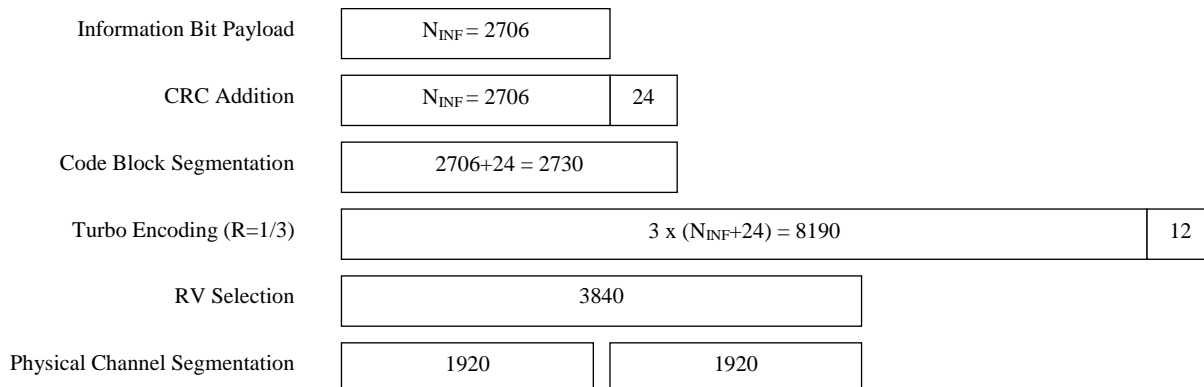 Information Bit Payload N_INF = 2706
CRC Addition N_INF = 2706 24
Code Block Segmentation 2706+24 = 2730
Turbo Encoding (R=1/3) 3 x (N_INF+24) = 8190 12
RV Selection 3840
Physical Channel Segmentation 1920 1920